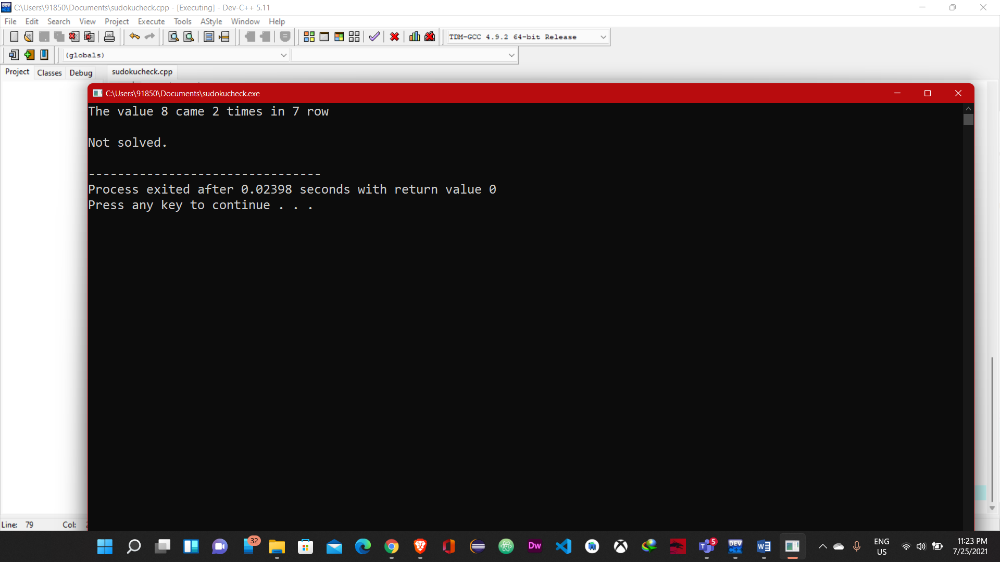 C:\Users\91850\Documents\sudokucheck.cpp - [Executing] - Dev-C++ 5.11
File Edit Search View Project Execute Tools AStyle Window Help
TDM-GCC 4.9.2 64-bit Release
(globals)
Project Classes Debug sudokucheck.cpp
C:\Users\91850\Documents\sudokucheck.exe
The value 8 came 2 times in 7 row
Not solved.
--------------------------------
Process exited after 0.02398 seconds with return value 0
Press any key to continue . . .
Line: 79 Col:
32
Dw
5
DEV
ENG
US
11:23 PM
7/25/2021